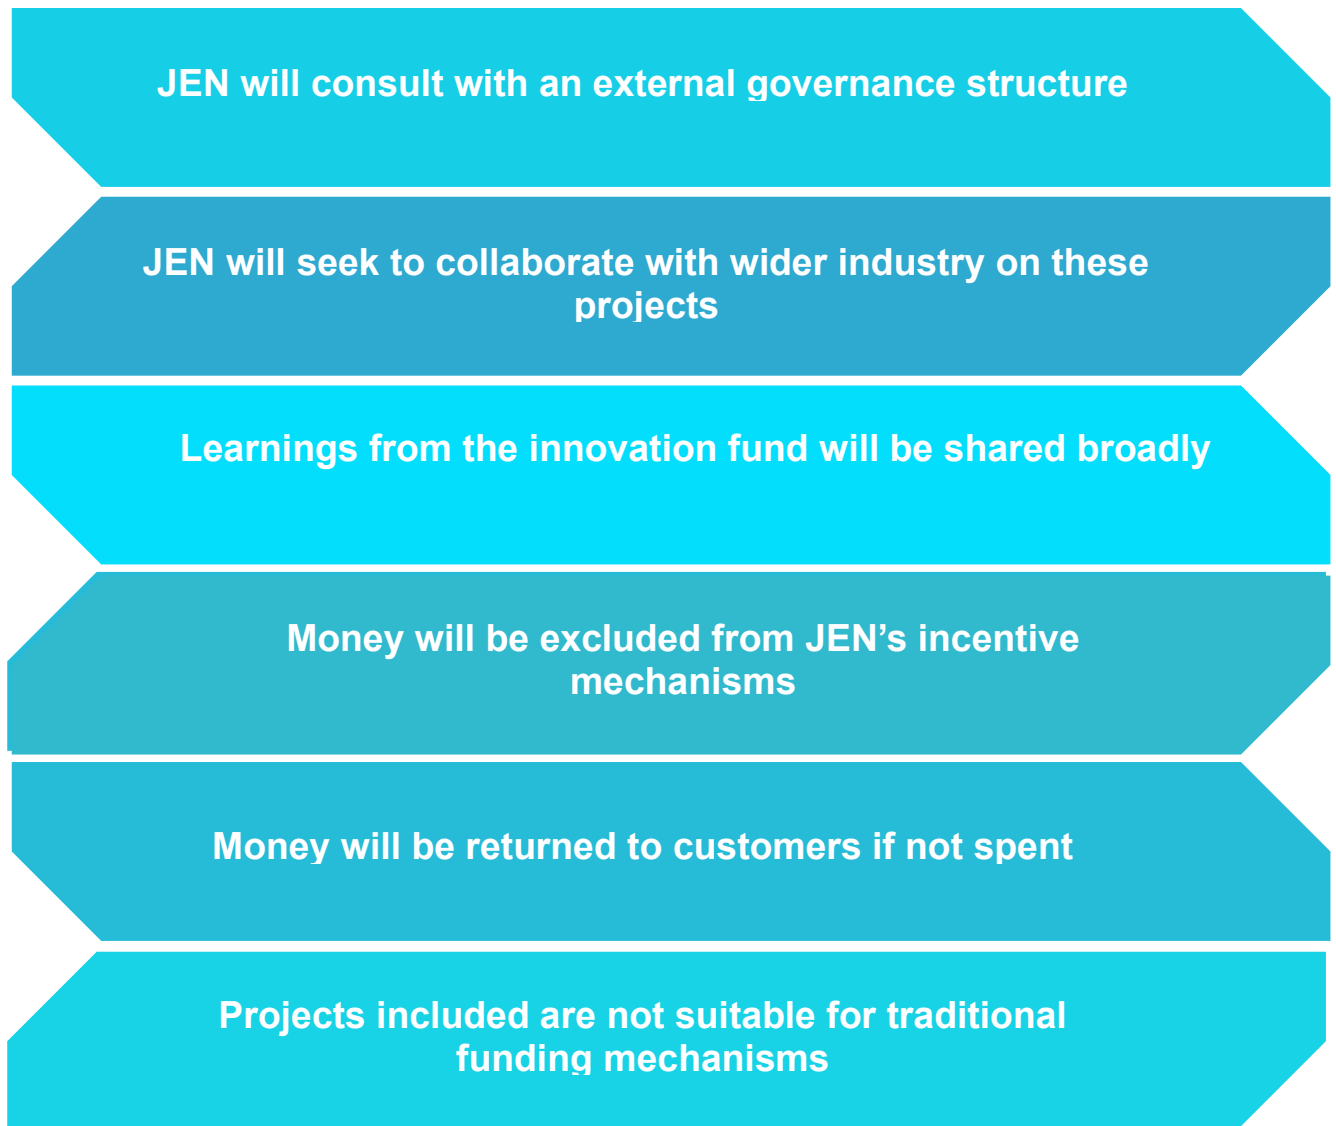 JEN will consult with an external governance structure
JEN will seek to collaborate with wider industry on these
projects
Learnings from the innovation fund will be shared broadly
Money will be excluded from JEN’s incentive
mechanisms
Money will be returned to customers if not spent
Projects included are not suitable for traditional
funding mechanisms